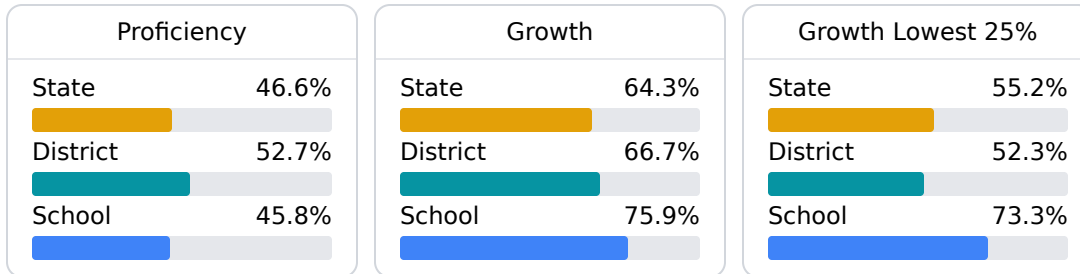 Proficiency
State 46.6%
District 52.7%
School 45.8%
Growth
State 64.3%
District 66.7%
School 75.9%
Growth Lowest 25%
State 55.2%
District 52.3%
School 73.3%